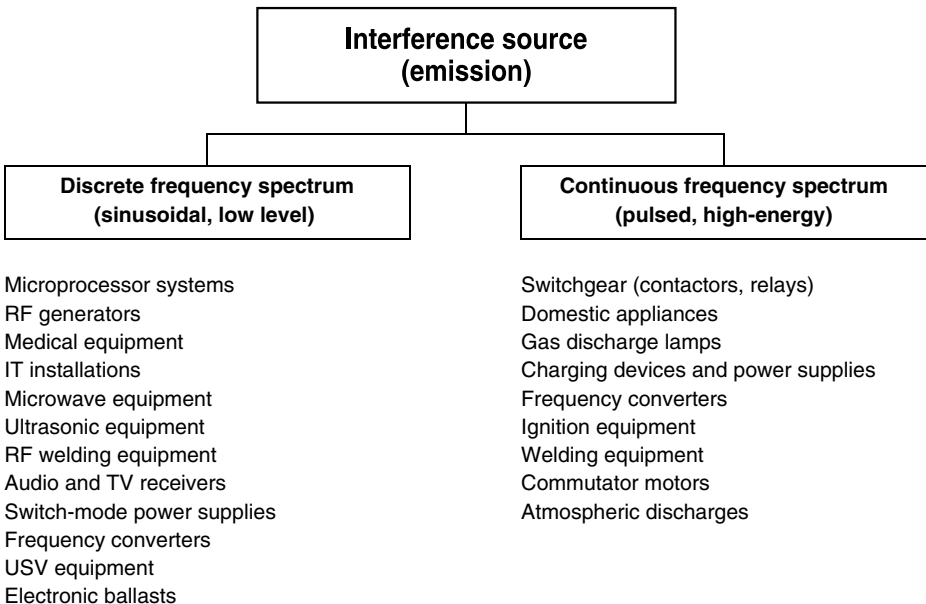 Interference source
(emission)
Discrete frequency spectrum
(sinusoidal, low level)
Microprocessor systems
RF generators
Medical equipment
IT installations
Microwave equipment
Ultrasonic equipment
RF welding equipment
Audio and TV receivers
Switch-mode power supplies
Frequency converters
USV equipment
Electronic ballasts
Continuous frequency spectrum
(pulsed, high-energy)
Switchgear (contactors, relays)
Domestic appliances
Gas discharge lamps
Charging devices and power supplies
Frequency converters
Ignition equipment
Welding equipment
Commutator motors
Atmospheric discharges